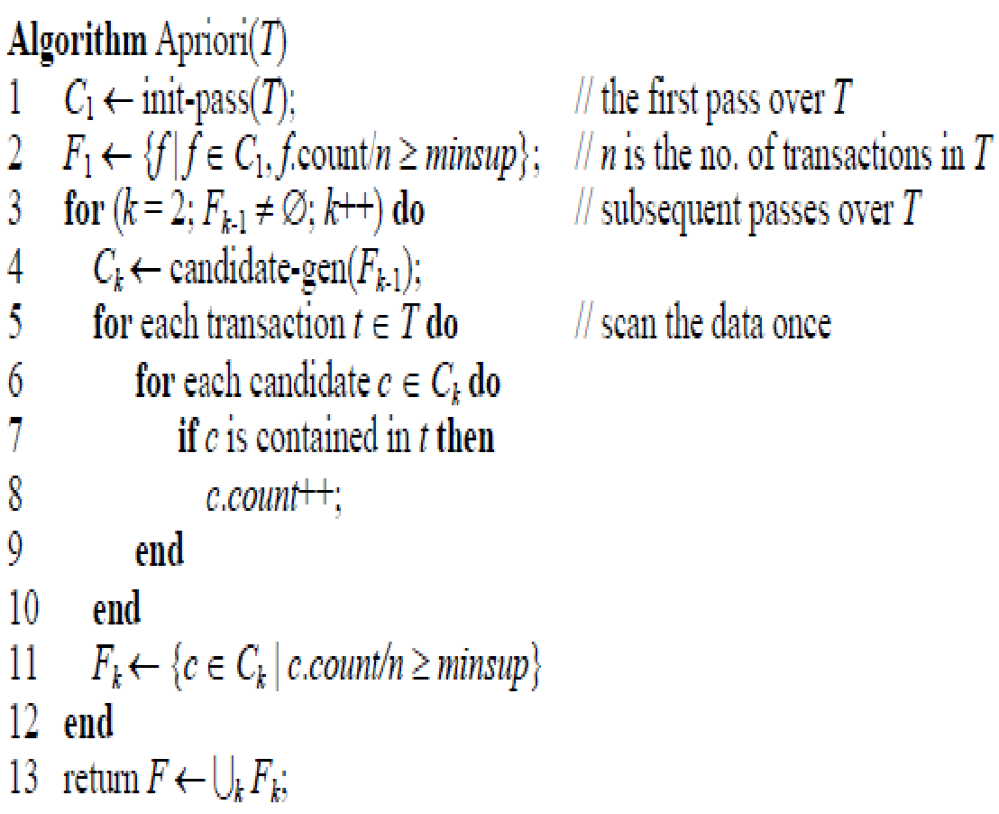 Algorithm Apriori(T)
1 C₁ ← init-pass(T); // the first pass over T
2 F₁ ← {f | f ∈ C₁, f.count/n ≥ minsup}; // n is the no. of transactions in T
3 for (k = 2; Fₖ₋₁ ≠ ∅; k++) do // subsequent passes over T
4 Cₖ ← candidate-gen(Fₖ₋₁);
5 for each transaction t ∈ T do // scan the data once
6 for each candidate c ∈ Cₖ do
7 if c is contained in t then
8 c.count++;
9 end
10 end
11 Fₖ ← {c ∈ Cₖ | c.count/n ≥ minsup}
12 end
13 return F ← ⋃ₖ Fₖ;